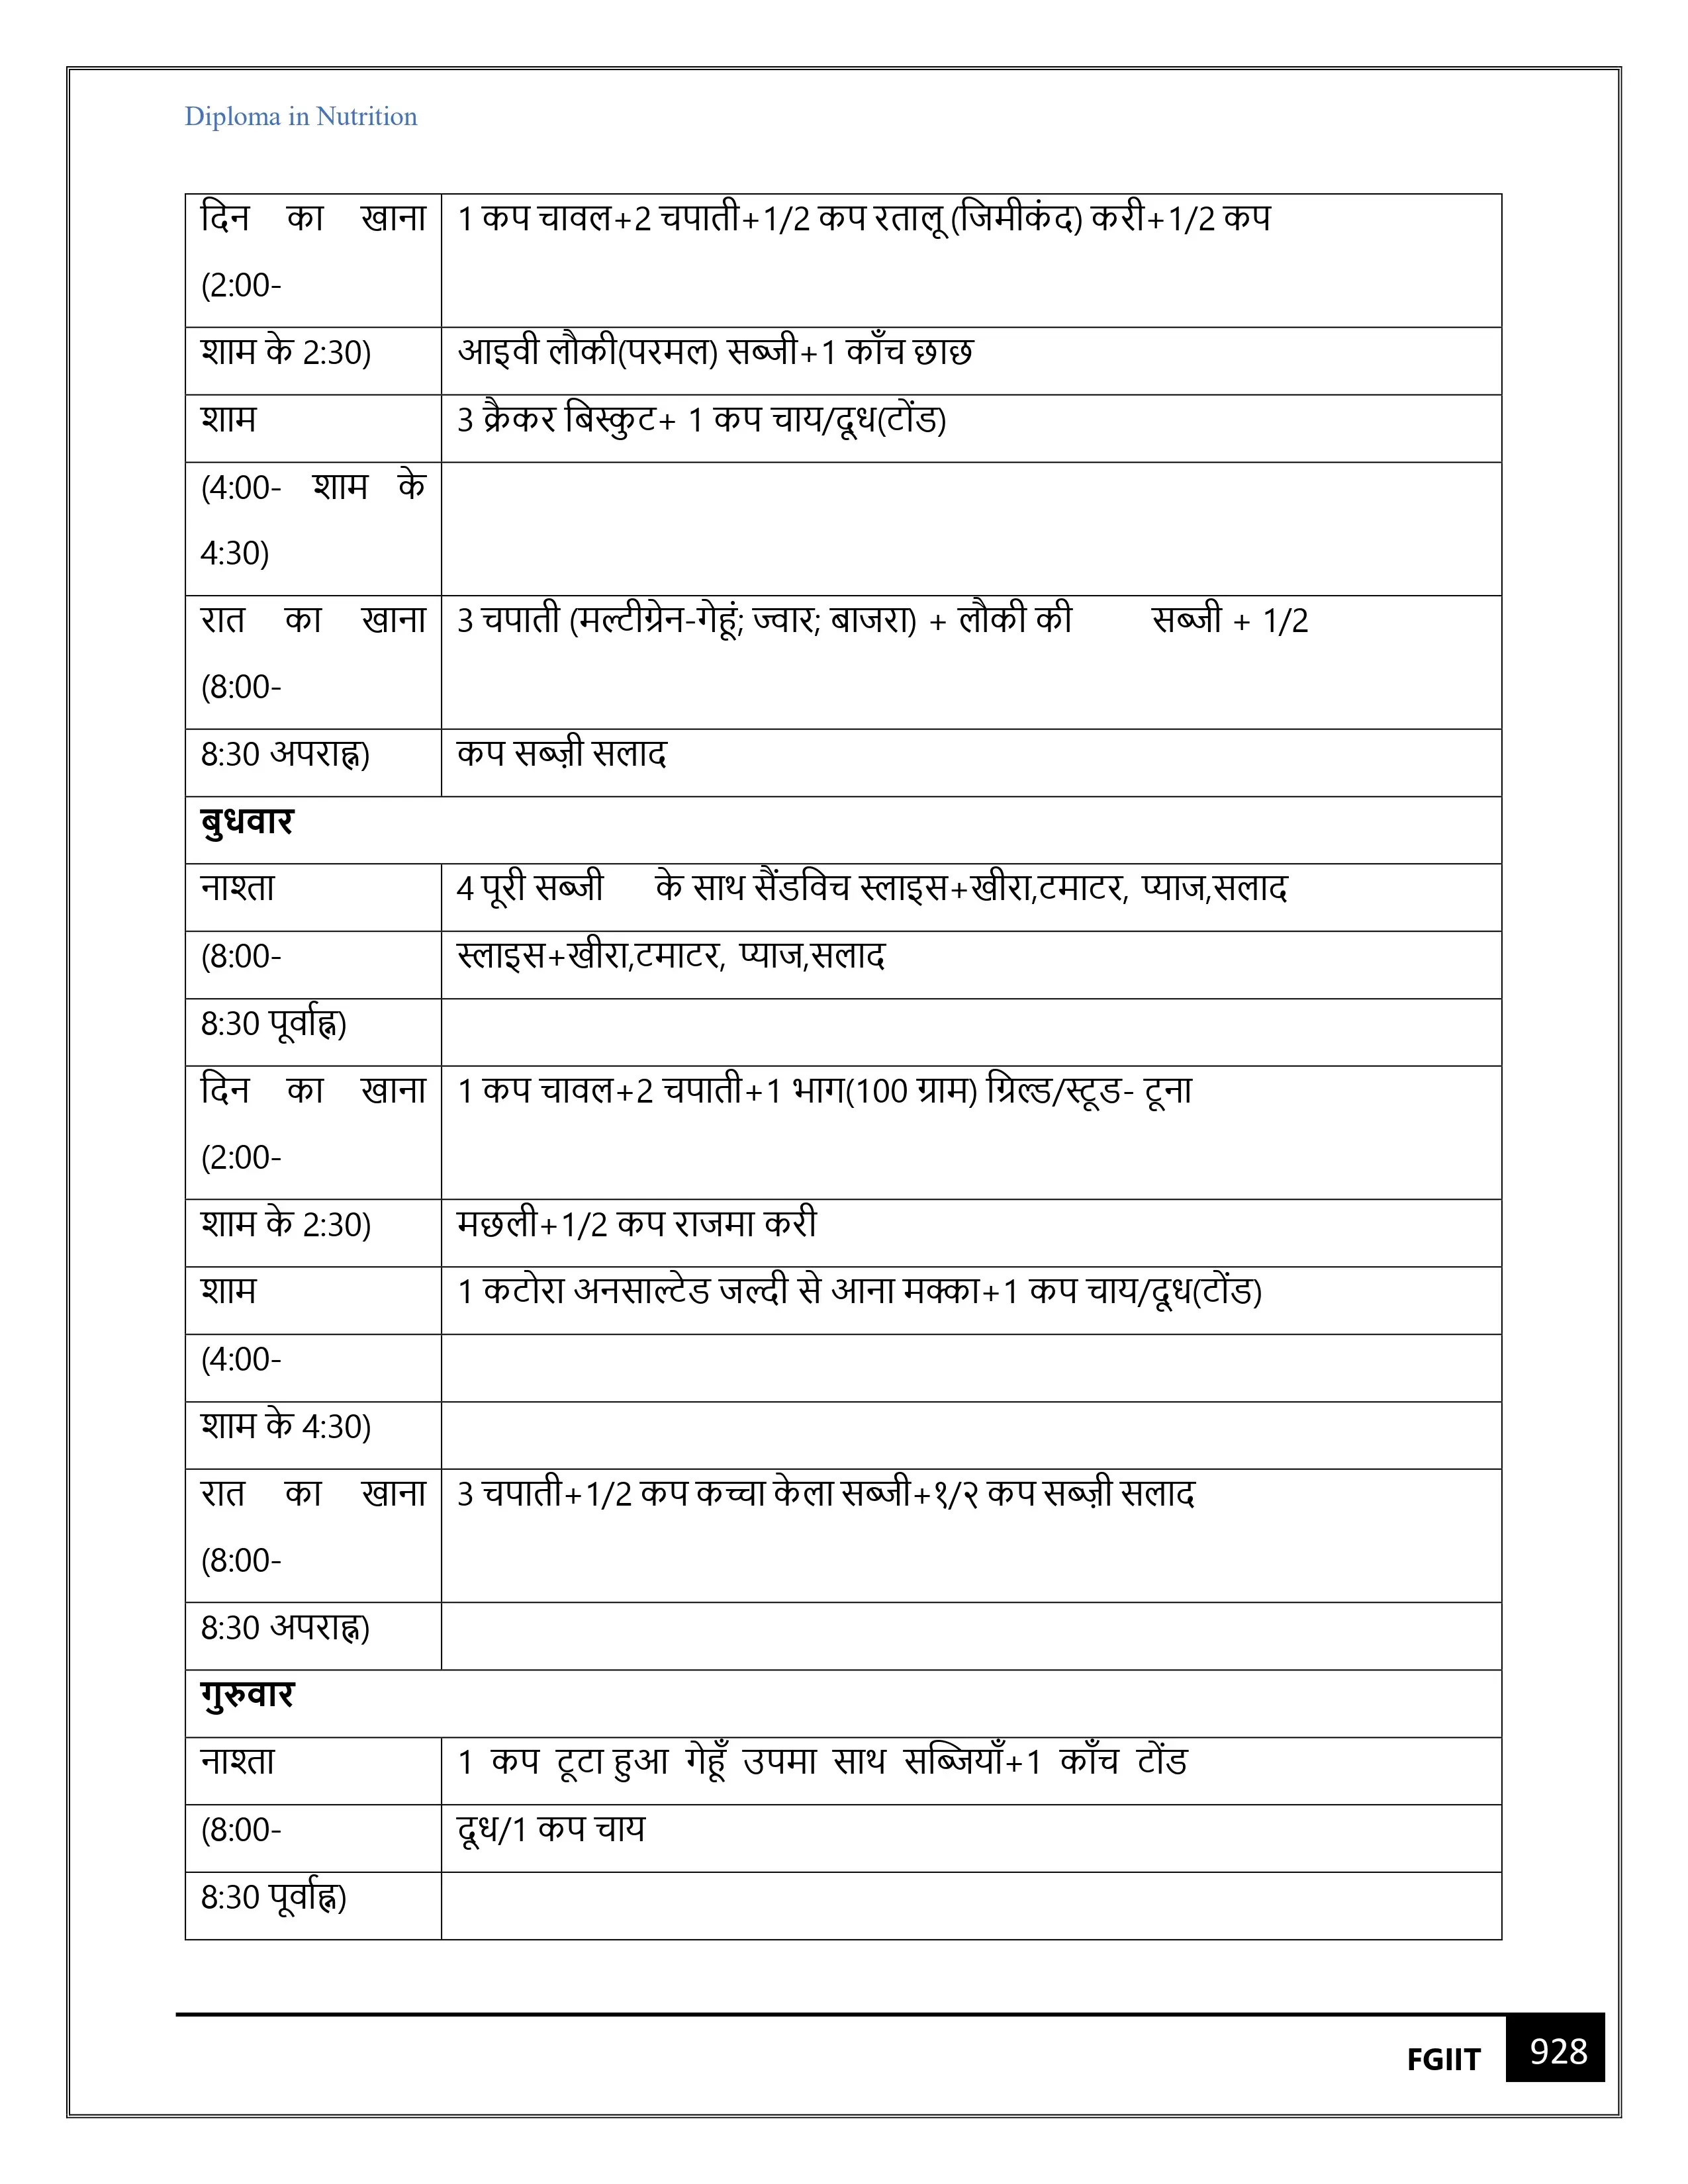 Diploma in Nutrition
दिन का खाना 1 कप चावल+2 चपाती+1/2 कप रतालू (जिमीकंद) करी+1/2 कप
(2:00-
शाम के 2:30) आइवी लौकी(परमल) सब्जी+1 काँच छाछ
शाम 3 क्रैकर बिस्कुट+ 1 कप चाय/दूध(टोंड)
(4:00- शाम के
4:30)
रात का खाना 3 चपाती (मल्टीग्रेन-गेहूं; ज्वार; बाजरा) + लौकी की सब्जी + 1/2
(8:00-
8:30 अपराह्न) कप सब्ज़ी सलाद
बुधवार
नाश्ता 4 पूरी सब्जी के साथ सैंडविच स्लाइस+खीरा,टमाटर, प्याज,सलाद
(8:00- स्लाइस+खीरा,टमाटर, प्याज,सलाद
8:30 पूर्वाह्न)
दिन का खाना 1 कप चावल+2 चपाती+1 भाग(100 ग्राम) ग्रिल्ड/स्टूड- टूना
(2:00-
शाम के 2:30) मछली+1/2 कप राजमा करी
शाम 1 कटोरा अनसाल्टेड जल्दी से आना मक्का+1 कप चाय/दूध(टोंड)
(4:00-
शाम के 4:30)
रात का खाना 3 चपाती+1/2 कप कच्चा केला सब्जी+१/२ कप सब्ज़ी सलाद
(8:00-
8:30 अपराह्न)
गुरुवार
नाश्ता 1 कप टूटा हुआ गेहूँ उपमा साथ सब्जियाँ+1 काँच टोंड
(8:00- दूध/1 कप चाय
8:30 पूर्वाह्न)
FGIIT 928